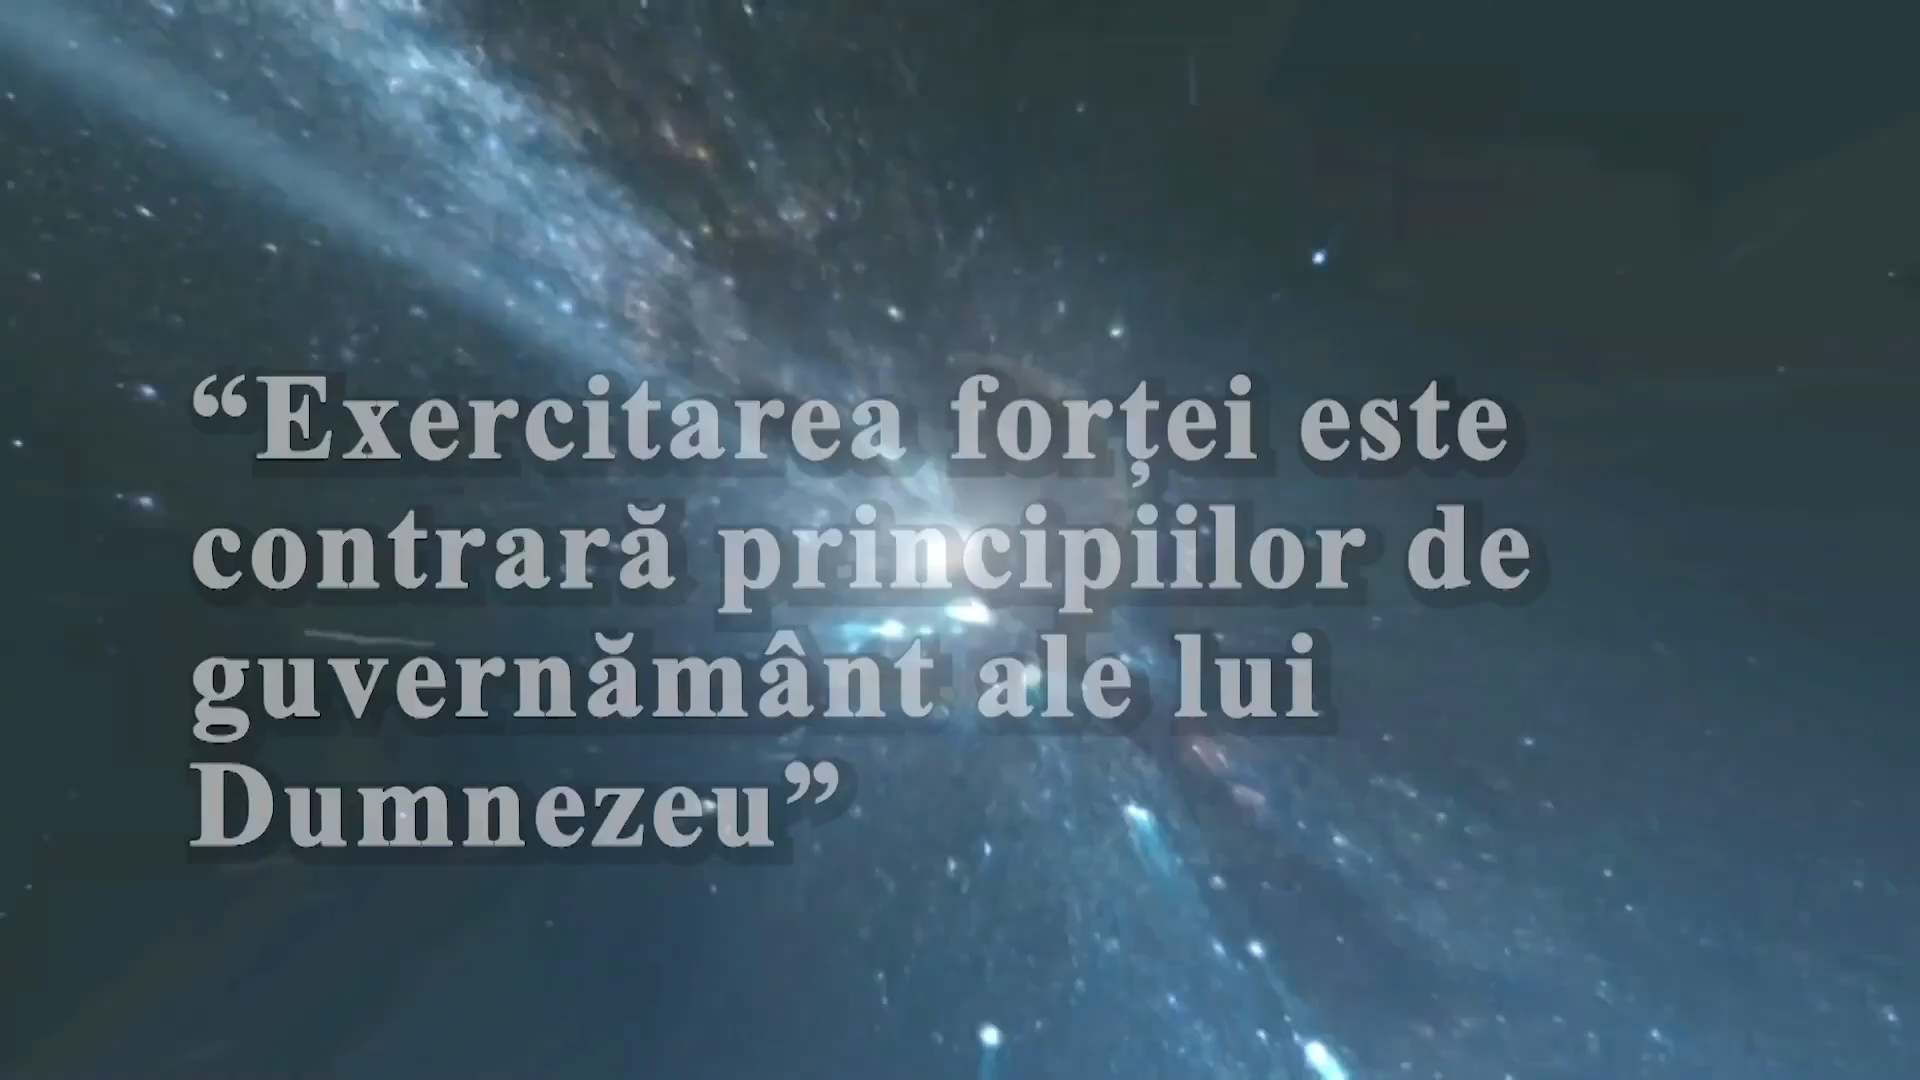 “Exercitarea forței este
contrară principiilor de
guvernământ ale lui
Dumnezeu”